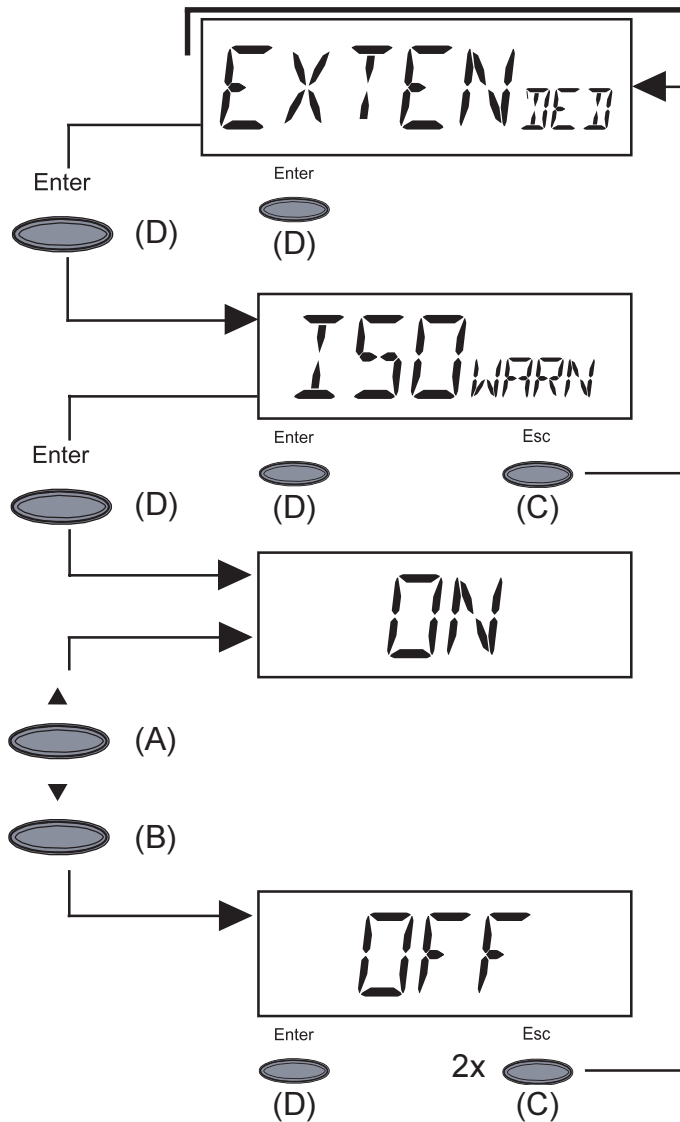 EXTENDED
Enter
Enter
(D)
(D)
ISOWARN
Enter
Enter
Esc
(D)
(D)
(C)
ON
▲
(A)
▼
(B)
OFF
Enter
Esc
2x
(D)
(C)